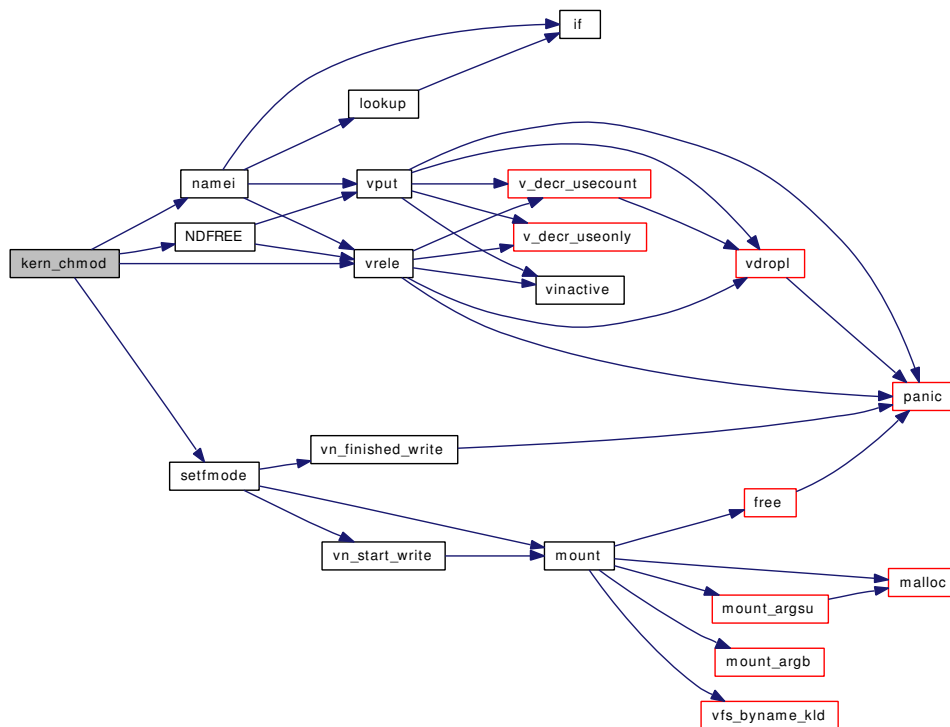 if
lookup
namei
vput
v_decr_usecount
NDFREE
v_decr_useonly
kern_chmod
vrele
vdropl
vinactive
panic
vn_finished_write
setfmode
free
vn_start_write
mount
malloc
mount_argsu
mount_argb
vfs_byname_kld